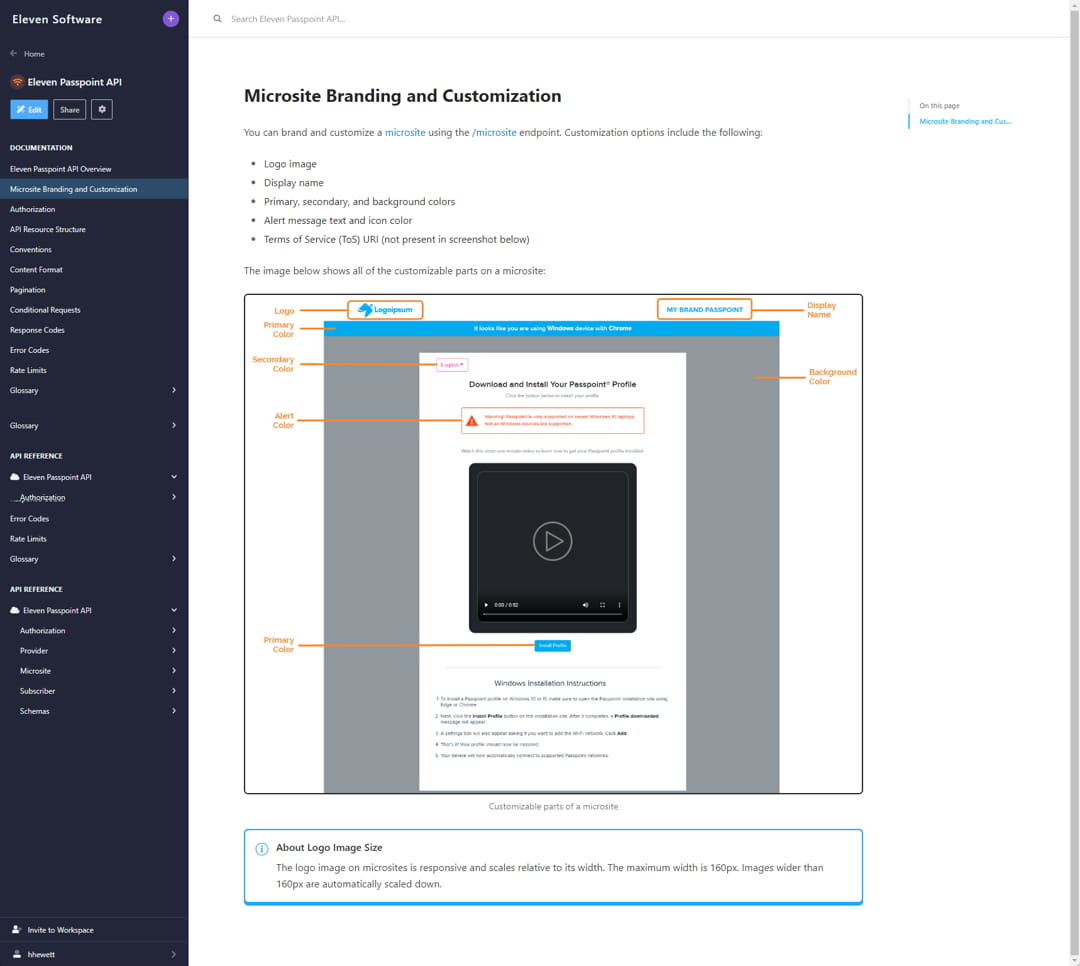 Eleven Software
Home
Eleven Passpoint API
Edit
Share
DOCUMENTATION
Eleven Passpoint API Overview
Microsite Branding and Customization
Authorization
API Resource Structure
Conventions
Content Format
Pagination
Conditional Requests
Response Codes
Error Codes
Rate Limits
Glossary
Glossary
API REFERENCE
Eleven Passpoint API
Authorization
Error Codes
Rate Limits
Glossary
API REFERENCE
Eleven Passpoint API
Authorization
Provider
Microsite
Subscriber
Schemas
Invite to Workspace
hhewett
Search Eleven Passpoint API...
Microsite Branding and Customization
You can brand and customize a microsite using the /microsite endpoint. Customization options include the following:
• Logo image
• Display name
• Primary, secondary, and background colors
• Alert message text and icon color
• Terms of Service (ToS) URI (not present in screenshot below)
The image below shows all of the customizable parts on a microsite:
Logo
Logoipsum
MY BRAND PASSPOINT
Display
Name
Primary
Color
It looks like you are using Windows device with Chrome
Secondary
Color
English
Background
Color
Download and Install Your Passpoint® Profile
Click the button below to install your profile
Alert
Color
Warning! Passpoint is only supported on newer Windows 10 laptops.
Not all Windows devices are supported.
Watch this short one minute video to learn how to get your Passpoint profile installed.
0:00 / 0:52
Primary
Color
Install Profile
Windows Installation Instructions
1. To install a Passpoint profile on Windows 10 or 11, make sure to open the Passpoint installation site using
Edge or Chrome.
2. Next, click the Install Profile button on the installation site. After it completes, a Profile downloaded
message will appear.
3. A settings box will also appear asking if you want to add the Wi-Fi network. Click Add.
4. That's it! Your profile should now be installed.
5. Your device will now automatically connect to supported Passpoint networks.
Customizable parts of a microsite
About Logo Image Size
The logo image on microsites is responsive and scales relative to its width. The maximum width is 160px. Images wider than
160px are automatically scaled down.
On this page
Microsite Branding and Cus...